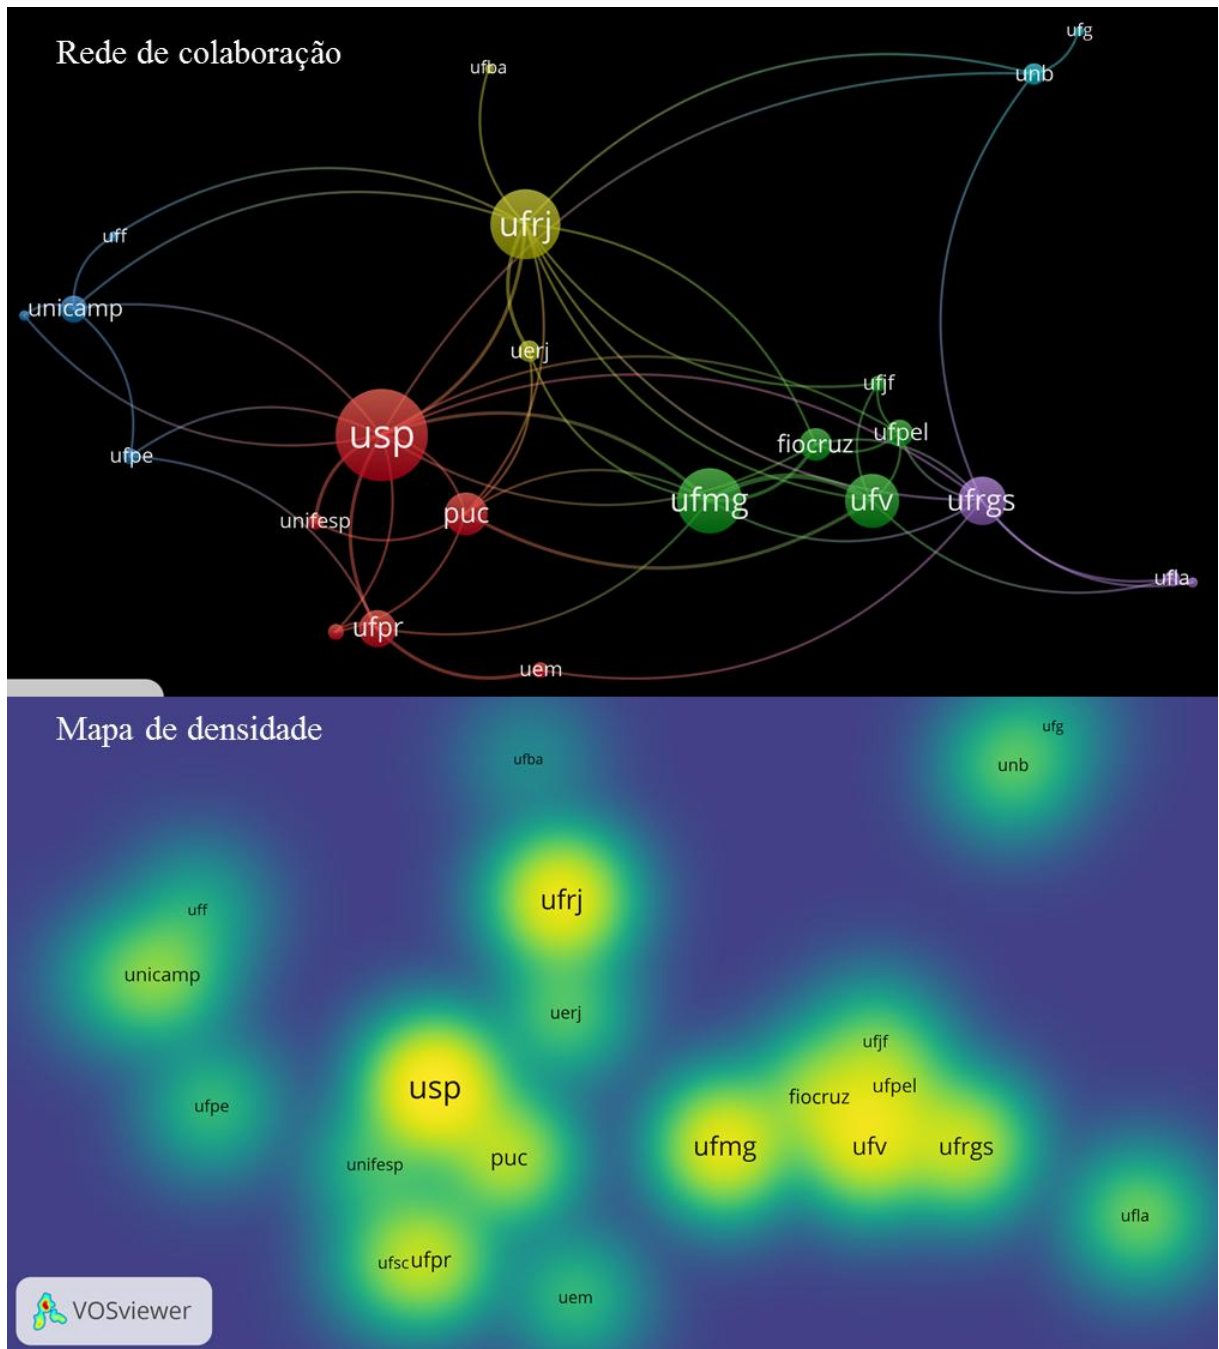 Rede de colaboração
ufg
ufba
unb
ufrj
uff
unicamp
uerj
ufjf
usp
fiocruz
ufpel
ufpe
unifesp
puc
ufmg
ufv
ufrgs
ufla
ufpr
uem
Mapa de densidade
ufg
ufba
unb
ufrj
uff
unicamp
uerj
ufjf
usp
fiocruz
ufpel
ufpe
unifesp
puc
ufmg
ufv
ufrgs
ufla
ufsc
ufpr
uem
VOSviewer